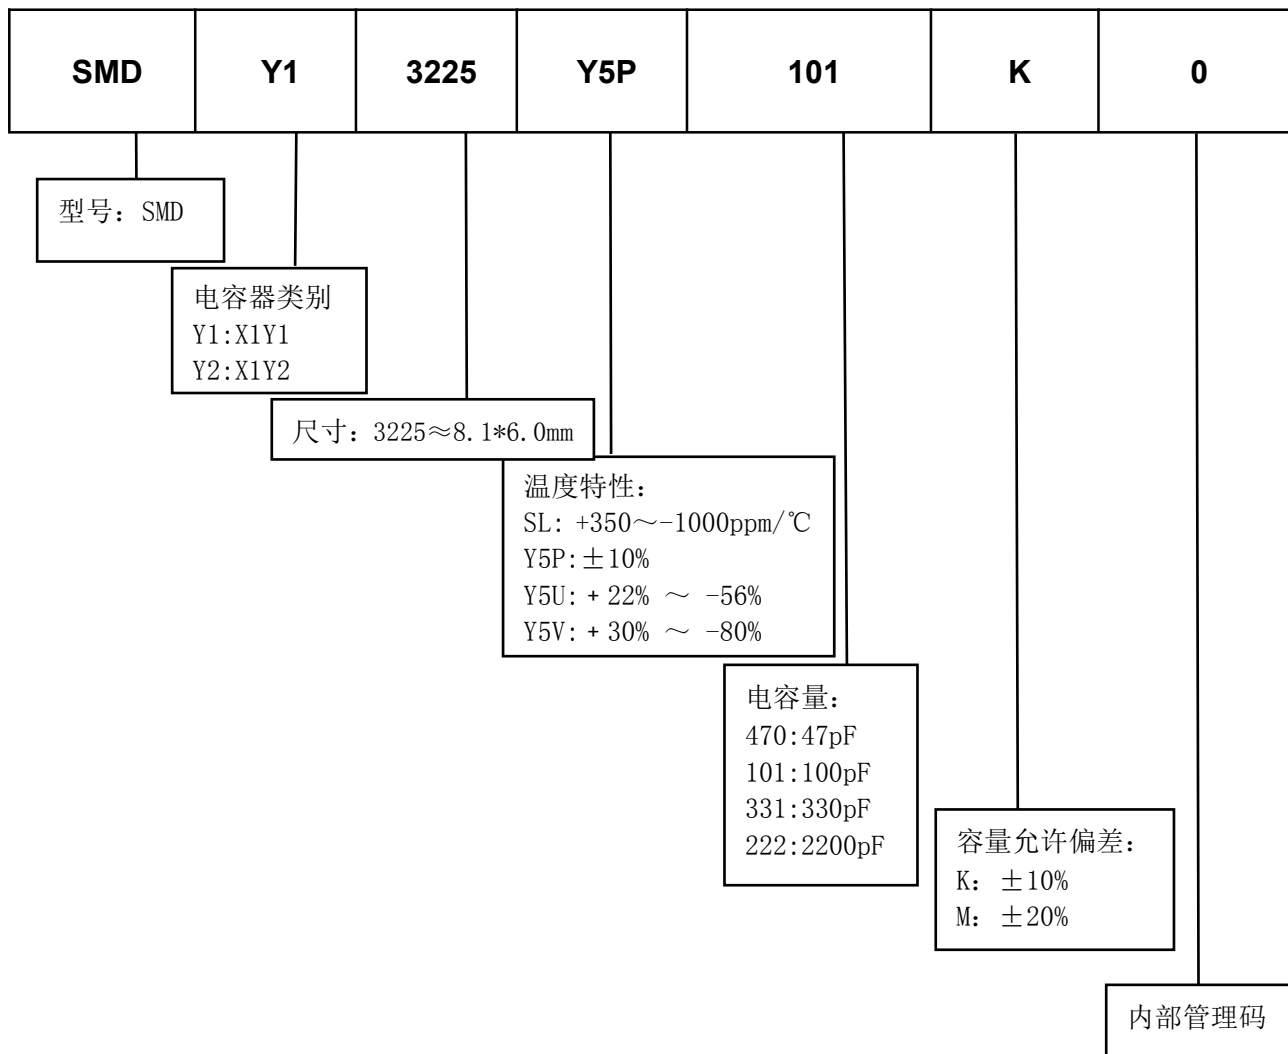 SMD Y1 3225 Y5P 101 K 0
型号：SMD
电容器类别
Y1:X1Y1
Y2:X1Y2
尺寸：3225≈8.1*6.0mm
温度特性：
SL: +350～-1000ppm/℃
Y5P:±10%
Y5U:+22% ～ -56%
Y5V:+30% ～ -80%
电容量：
470:47pF
101:100pF
331:330pF
222:2200pF
容量允许偏差：
K：±10%
M：±20%
内部管理码